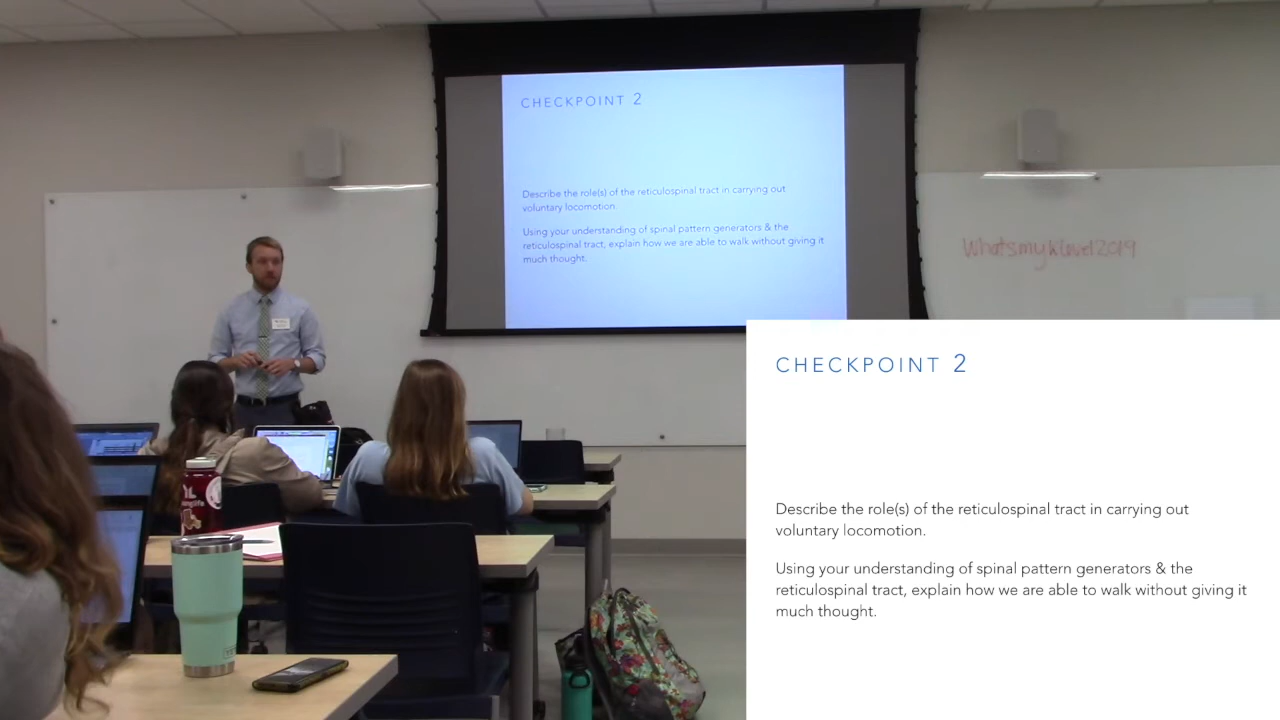 CHECKPOINT 2
Describe the role(s) of the reticulospinal tract in carrying out
voluntary locomotion.
Using your understanding of spinal pattern generators & the
reticulospinal tract, explain how we are able to walk without giving it
much thought.
CHECKPOINT 2
Describe the role(s) of the reticulospinal tract in carrying out
voluntary locomotion.
Using your understanding of spinal pattern generators & the
reticulospinal tract, explain how we are able to walk without giving it
much thought.